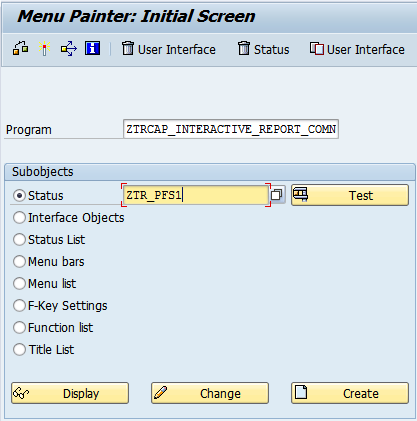 Menu Painter: Initial Screen
User Interface Status User Interface
Program ZTRCAP_INTERACTIVE_REPORT_COMN
Subobjects
Status ZTR_PFS1 Test
Interface Objects
Status List
Menu bars
Menu list
F-Key Settings
Function list
Title List
Display Change Create